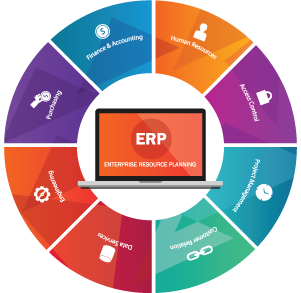 Finance & Accounting
Human Resources
Access Control
Project Management
Customer Relation
Data Services
Engineering
Purchasing
ERP
ENTERPRISE RESOURCE PLANNING